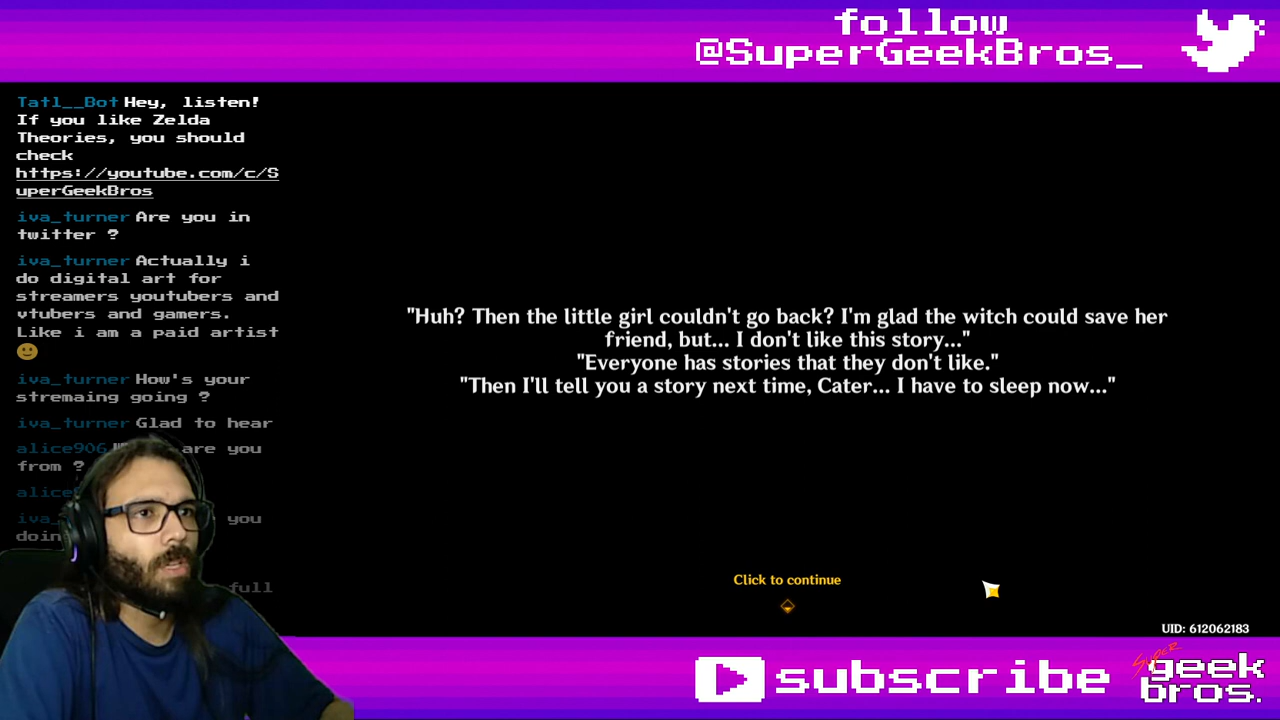 follow
@SuperGeekBros_
Tatl__Bot Hey, listen!
If you like Zelda
Theories, you should
check
https://youtube.com/c/S
uperGeekBros
iva_turner Are you in
twitter ?
iva_turner Actually i
do digital art for
streamers youtubers and
vtubers and gamers.
Like i am a paid artist
iva_turner How's your
stremaing going ?
iva_turner Glad to hear
alice906 are you
from ?
you
full
"Huh? Then the little girl couldn't go back? I'm glad the witch could save her
friend, but... I don't like this story..."
"Everyone has stories that they don't like."
"Then I'll tell you a story next time, Cater... I have to sleep now..."
Click to continue
UID: 612062183
subscribe
SUPER
geek
bros.